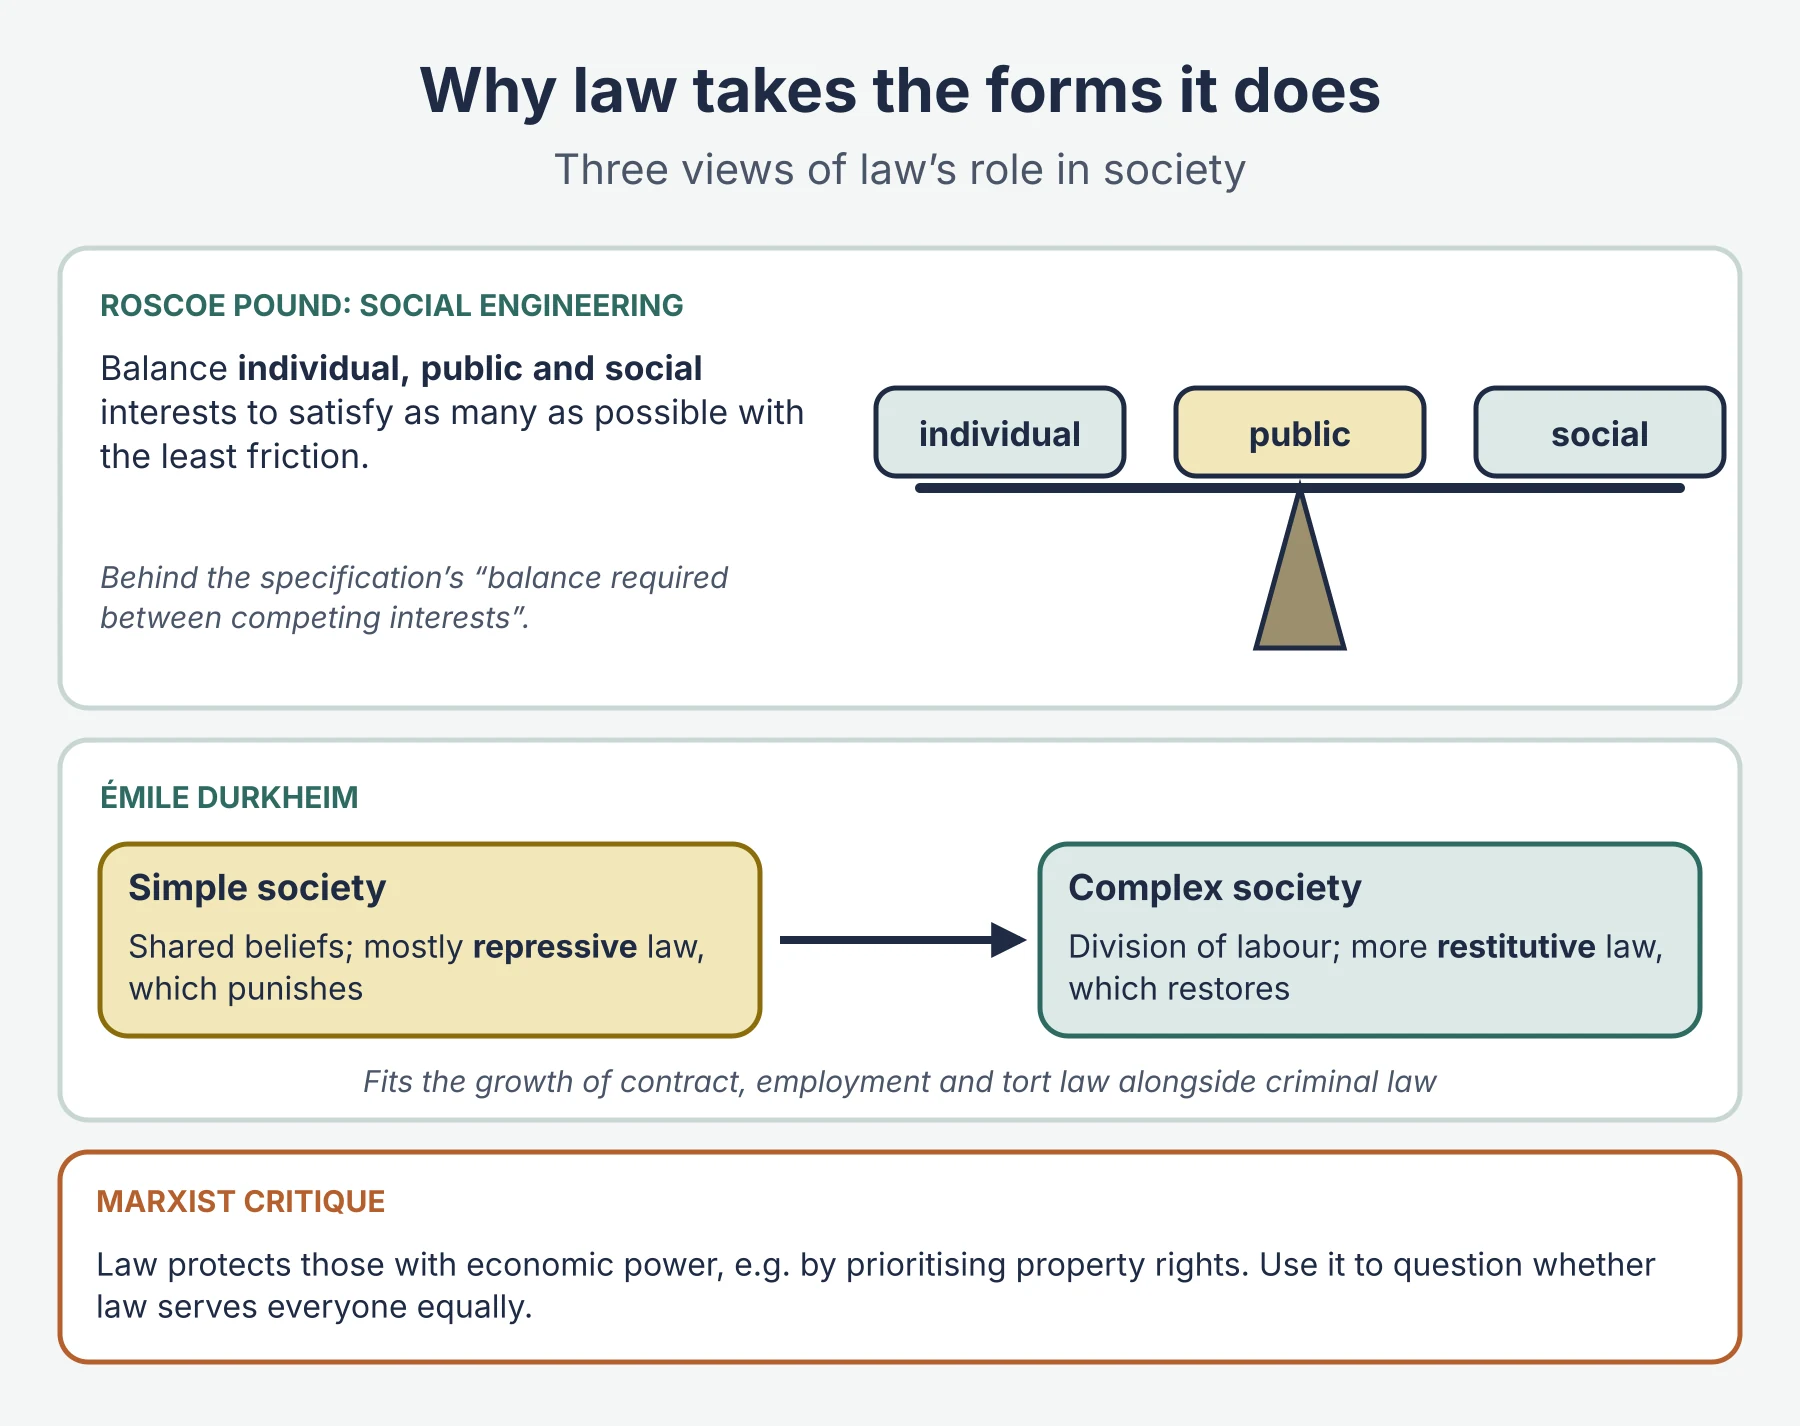 Why law takes the forms it does
Three views of law’s role in society
ROSCOE POUND: SOCIAL ENGINEERING
Balance individual, public and social
interests to satisfy as many as possible with
the least friction.
Behind the specification’s “balance required
between competing interests”.
individual
public
social
ÉMILE DURKHEIM
Simple society
Shared beliefs; mostly repressive law,
which punishes
Complex society
Division of labour; more restitutive law,
which restores
Fits the growth of contract, employment and tort law alongside criminal law
MARXIST CRITIQUE
Law protects those with economic power, e.g. by prioritising property rights. Use it to question whether
law serves everyone equally.